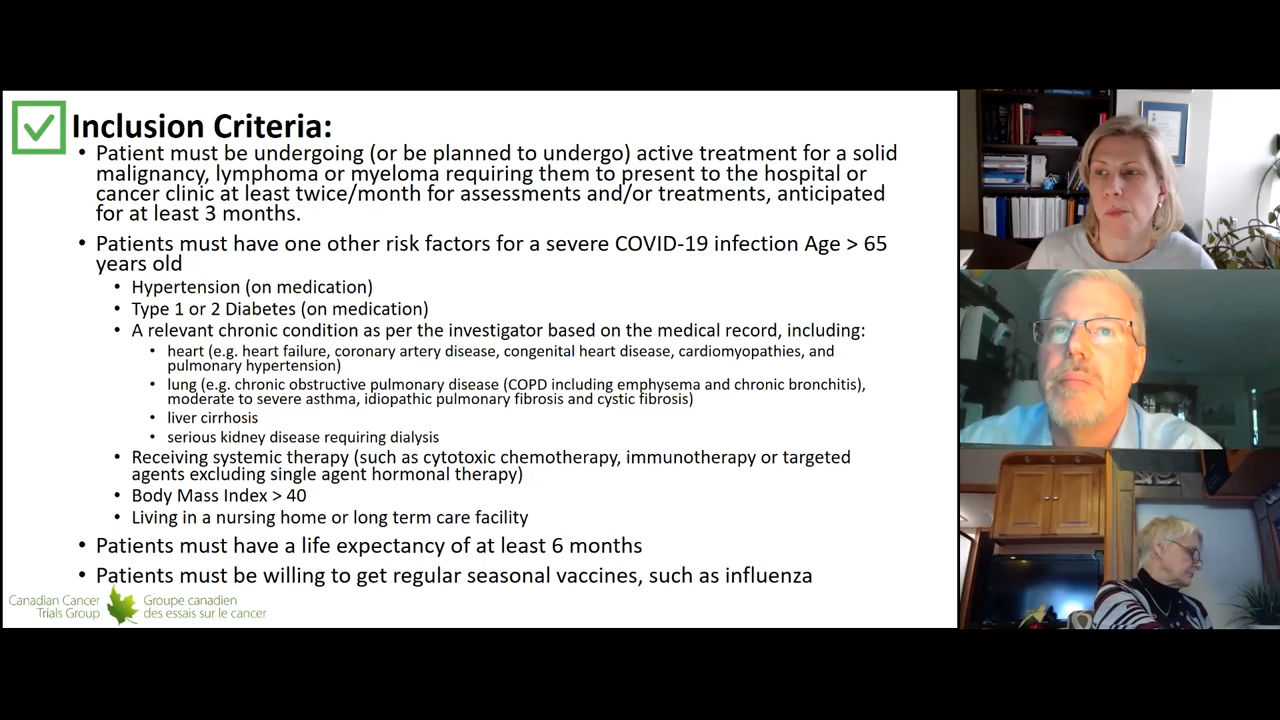 Inclusion Criteria:
• Patient must be undergoing (or be planned to undergo) active treatment for a solid
malignancy, lymphoma or myeloma requiring them to present to the hospital or
cancer clinic at least twice/month for assessments and/or treatments, anticipated
for at least 3 months.
• Patients must have one other risk factors for a severe COVID-19 infection Age > 65
years old
• Hypertension (on medication)
• Type 1 or 2 Diabetes (on medication)
• A relevant chronic condition as per the investigator based on the medical record, including:
• heart (e.g. heart failure, coronary artery disease, congenital heart disease, cardiomyopathies, and
pulmonary hypertension)
• lung (e.g. chronic obstructive pulmonary disease (COPD including emphysema and chronic bronchitis),
moderate to severe asthma, idiopathic pulmonary fibrosis and cystic fibrosis)
• liver cirrhosis
• serious kidney disease requiring dialysis
• Receiving systemic therapy (such as cytotoxic chemotherapy, immunotherapy or targeted
agents excluding single agent hormonal therapy)
• Body Mass Index > 40
• Living in a nursing home or long term care facility
• Patients must have a life expectancy of at least 6 months
• Patients must be willing to get regular seasonal vaccines, such as influenza
Canadian Cancer
Trials Group
Groupe canadien
des essais sur le cancer